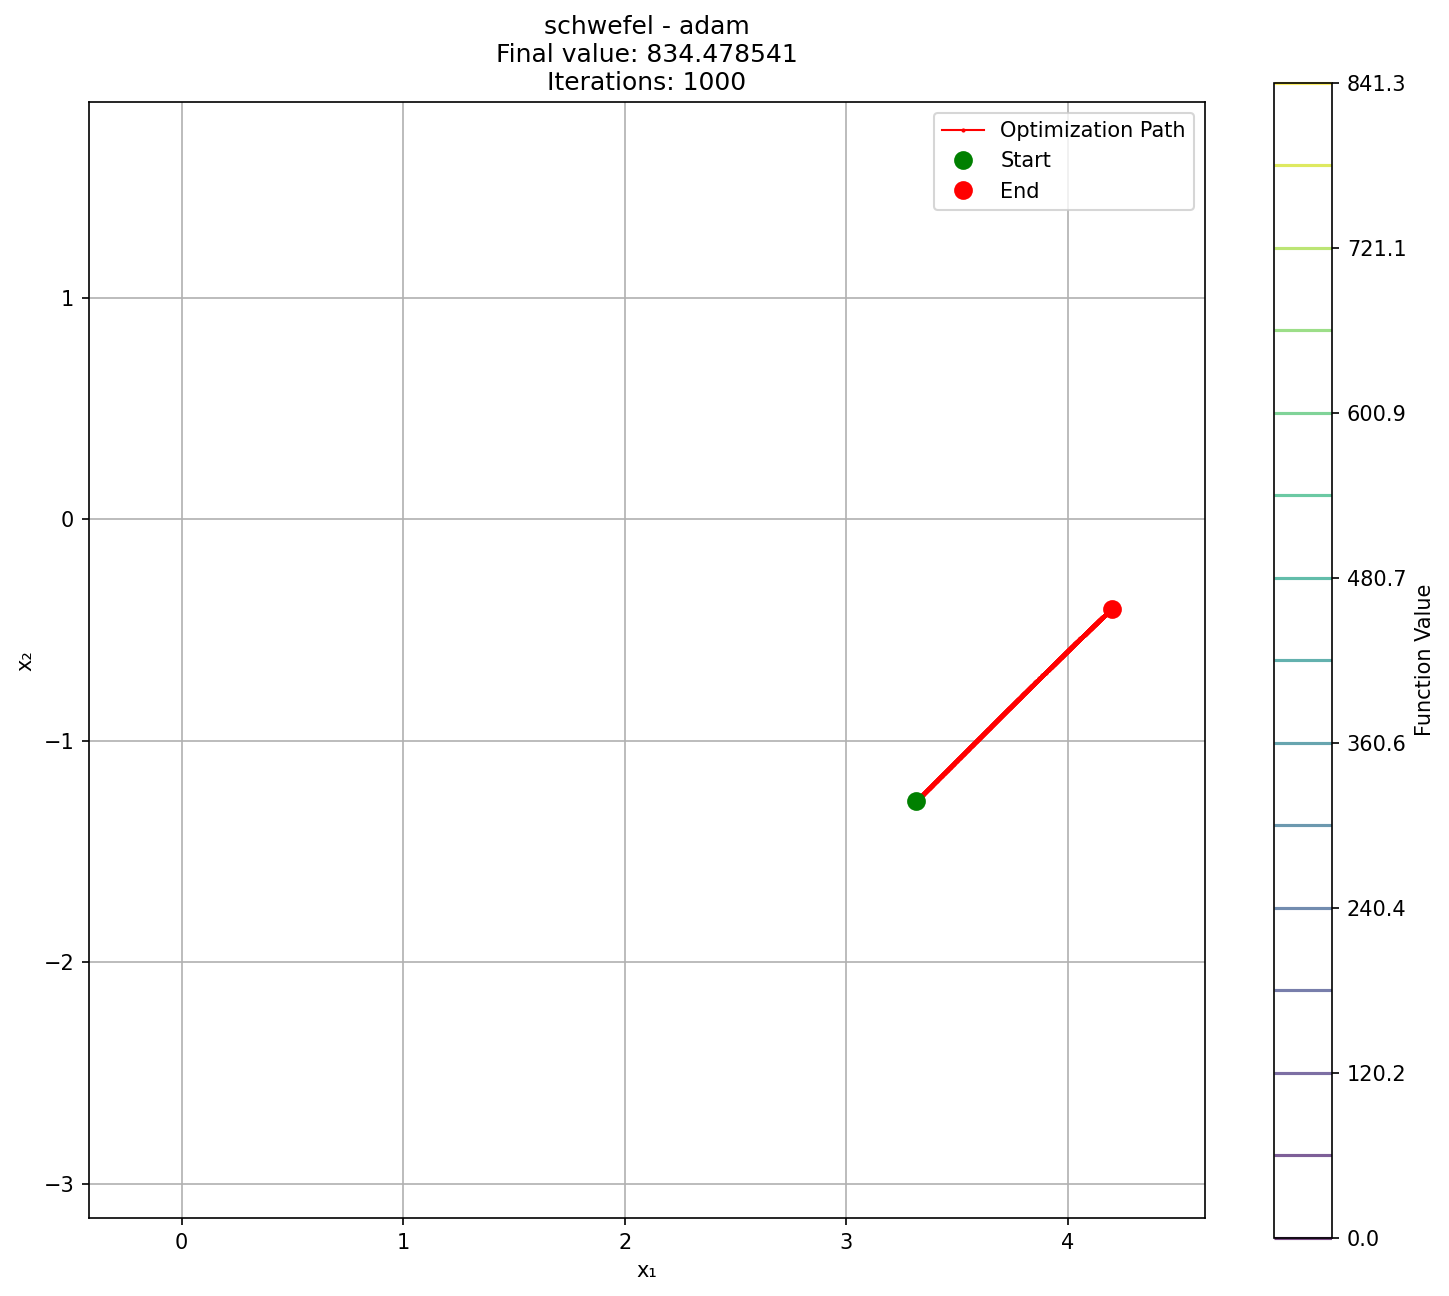 schwefel - adam
Final value: 834.478541
Iterations: 1000
Optimization Path
Start
End
1
0
−1
−2
−3
x₂
0
1
2
3
4
x₁
841.3
721.1
600.9
480.7
360.6
240.4
120.2
0.0
Function Value